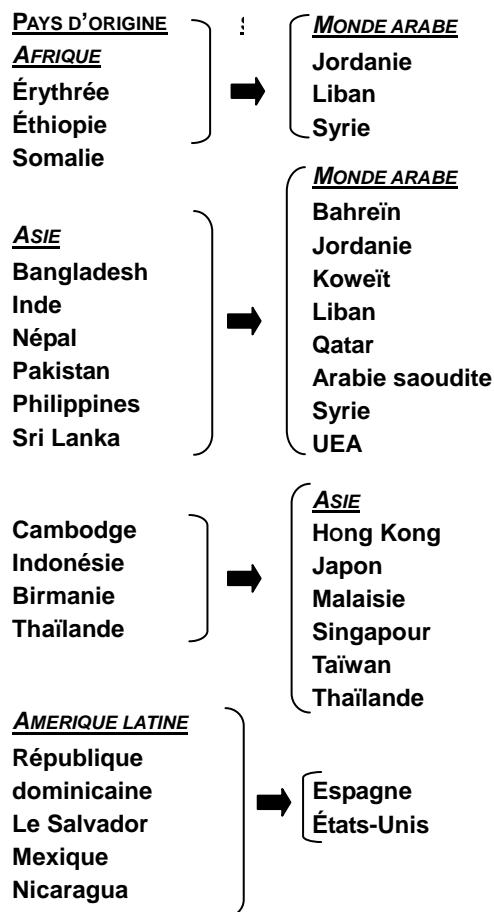 PAYS D'ORIGINE
AFRIQUE
Érythrée
Éthiopie
Somalie
MONDE ARABE
Jordanie
Liban
Syrie
ASIE
Bangladesh
Inde
Népal
Pakistan
Philippines
Sri Lanka
MONDE ARABE
Bahreïn
Jordanie
Koweït
Liban
Qatar
Arabie saoudite
Syrie
UEA
Cambodge
Indonésie
Birmanie
Thaïlande
ASIE
Hong Kong
Japon
Malaisie
Singapour
Taïwan
Thaïlande
AMERIQUE LATINE
République
dominicaine
Le Salvador
Mexique
Nicaragua
Espagne
États-Unis